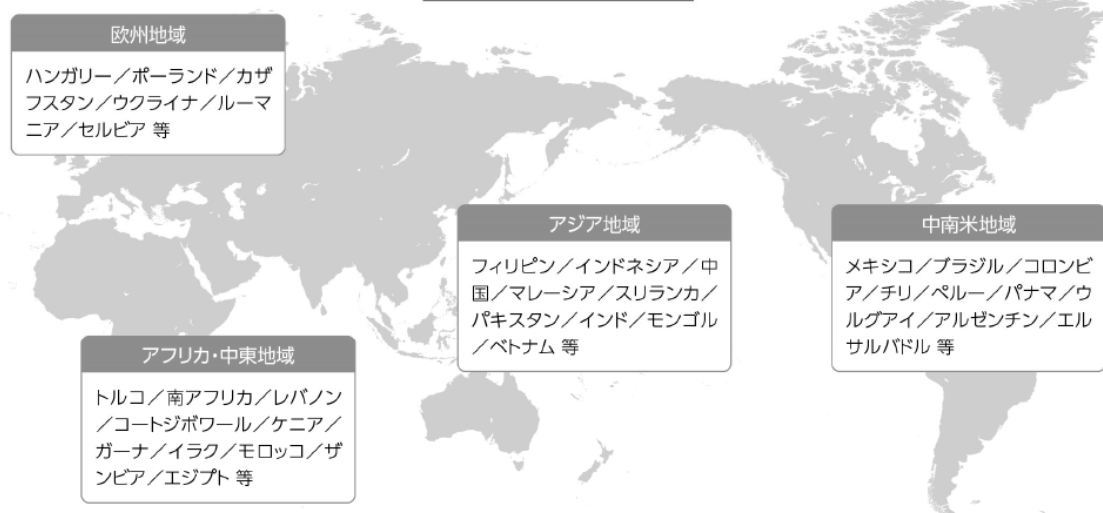 欧州地域
ハンガリー／ポーランド／カザ
フスタン／ウクライナ／ルーマ
ニア／セルビア 等
アジア地域
フィリピン／インドネシア／中
国／マレーシア／スリランカ／
パキスタン／インド／モンゴル
／ベトナム 等
中南米地域
メキシコ／ブラジル／コロンビ
ア／チリ／ペルー／パナマ／ウ
ルグアイ／アルゼンチン／エル
サルバドル 等
アフリカ・中東地域
トルコ／南アフリカ／レバノン
／コートジボワール／ケニア／
ガーナ／イラク／モロッコ／ザ
ンビア／エジプト 等